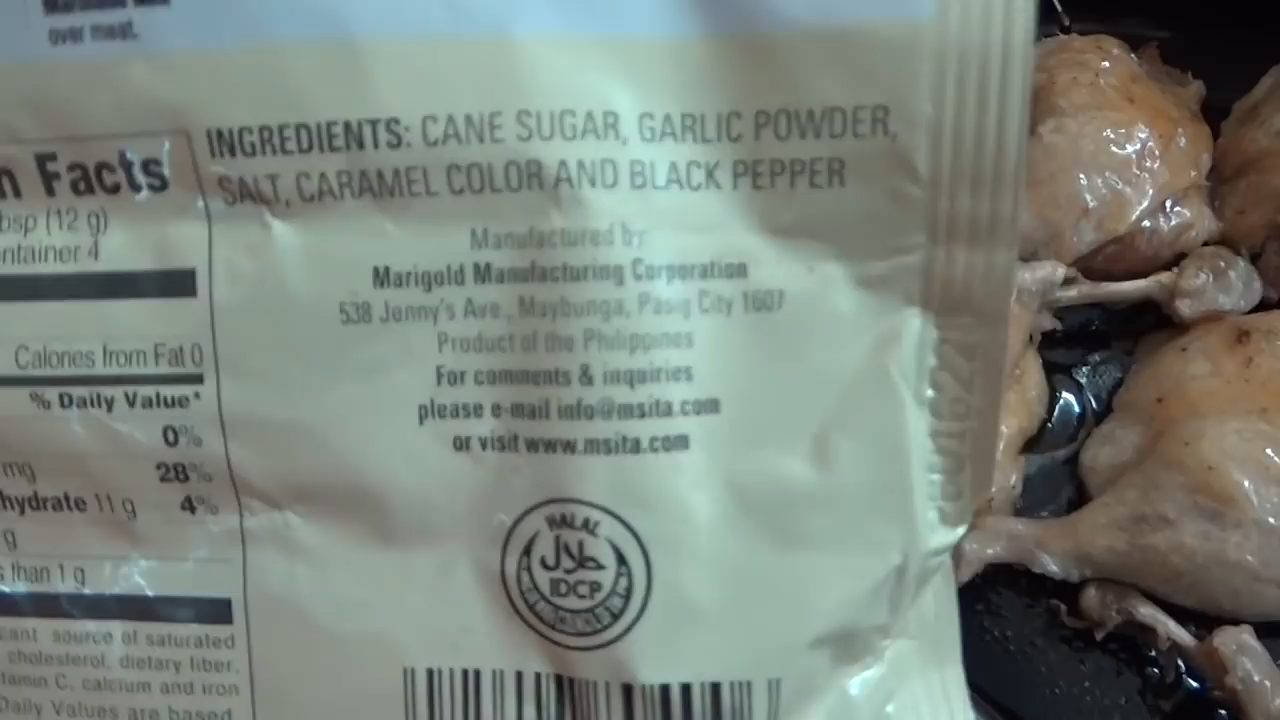 over meat.
n Facts
bsp (12 g)
ntainer 4
Calories from Fat 0
% Daily Value*
0%
mg 28%
hydrate 11 g 4%
g
s than 1 g
cant source of saturated
cholesterol, dietary fiber,
tamin C, calcium and iron
Daily Values are based
INGREDIENTS: CANE SUGAR, GARLIC POWDER,
SALT, CARAMEL COLOR AND BLACK PEPPER
Manufactured by
Marigold Manufacturing Corporation
538 Jenny's Ave., Maybunga, Pasig City 1607
Product of the Philippines
For comments & inquiries
please e-mail info@msita.com
or visit www.msita.com
HALAL
حلال
IDCP